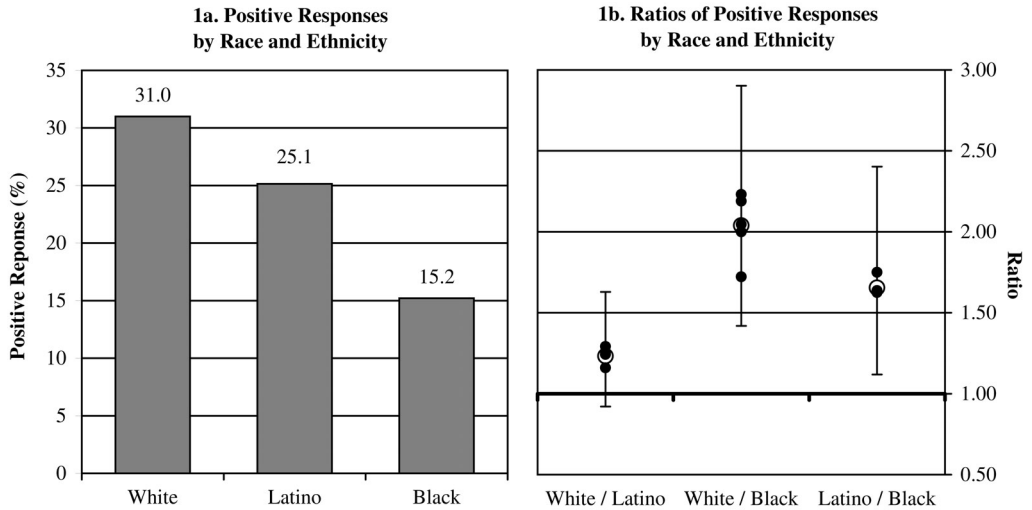 1a. Positive Responses
by Race and Ethnicity
35
30
25
20
15
10
5
0
Positive Reponse (%)
31.0
25.1
15.2
White
Latino
Black
1b. Ratios of Positive Responses
by Race and Ethnicity
3.00
2.50
2.00
1.50
1.00
0.50
Ratio
White / Latino
White / Black
Latino / Black